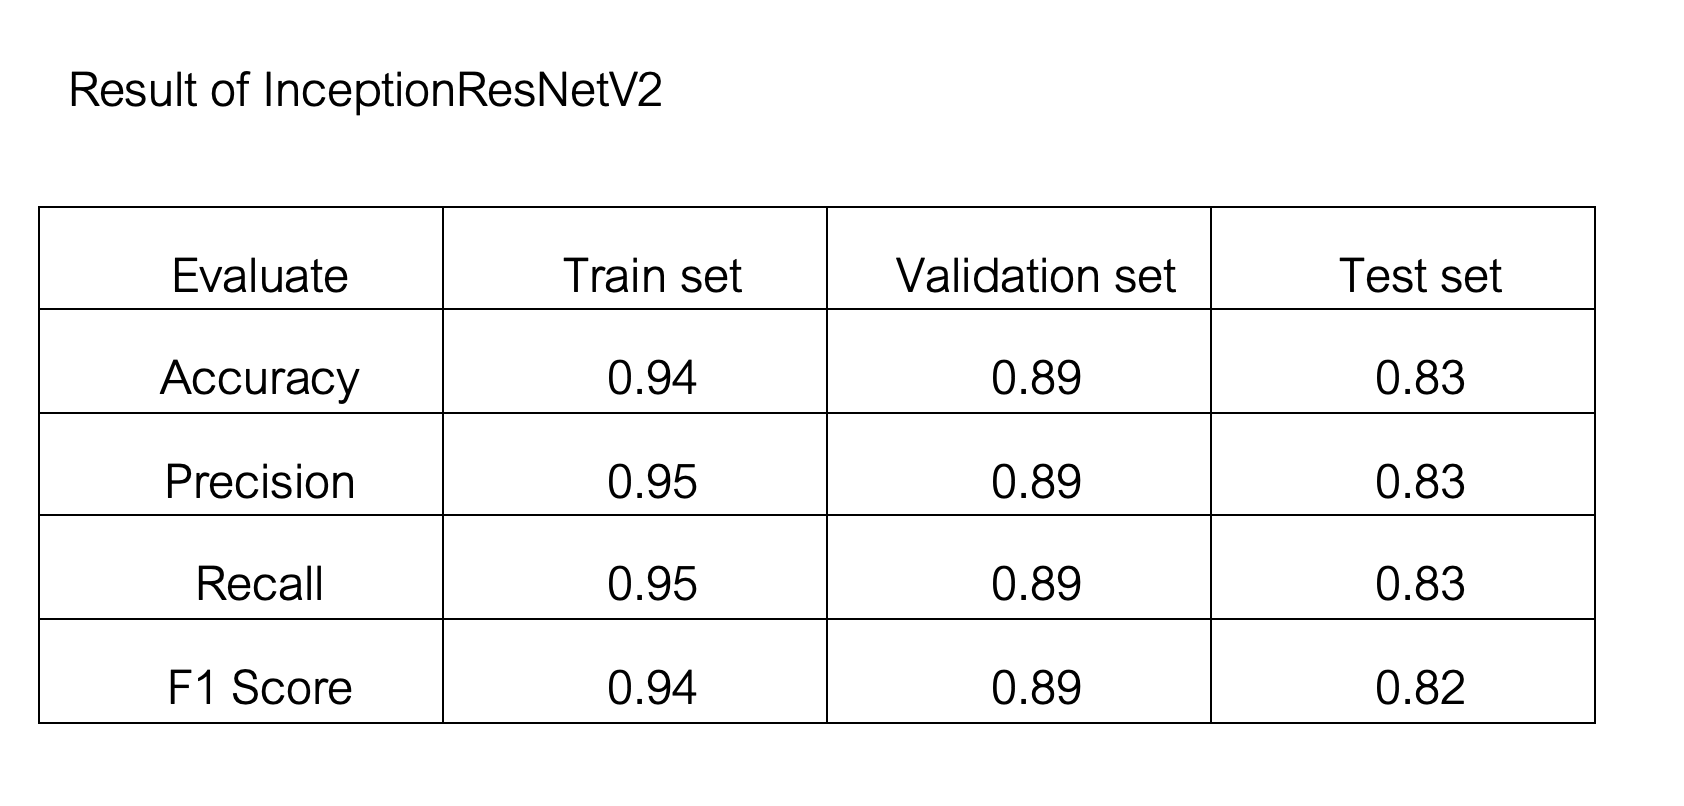 Result of InceptionResNetV2
Evaluate Train set Validation set Test set
Accuracy 0.94 0.89 0.83
Precision 0.95 0.89 0.83
Recall 0.95 0.89 0.83
F1 Score 0.94 0.89 0.82